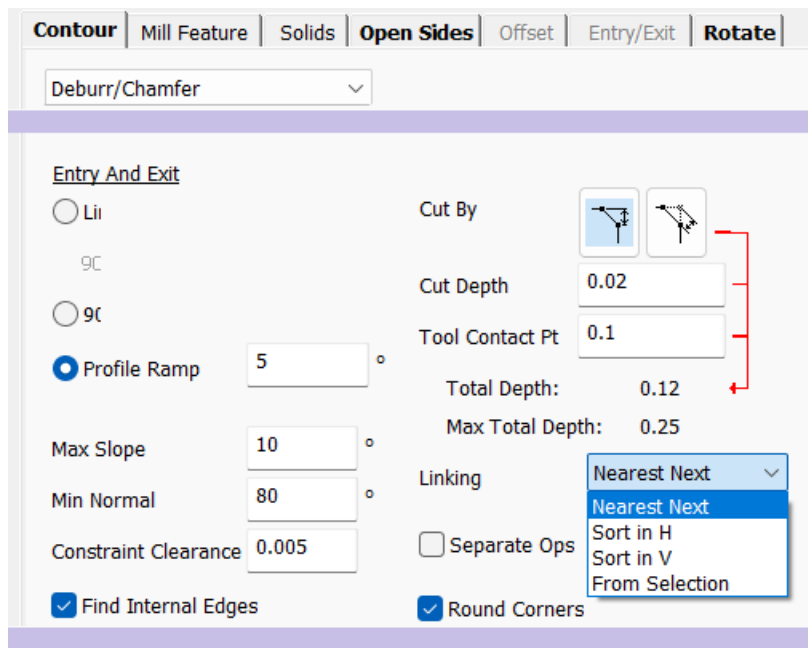 Contour Mill Feature Solids Open Sides Offset Entry/Exit Rotate
Deburr/Chamfer
Entry And Exit
Cut By
Cut Depth 0.02
Tool Contact Pt 0.1
Profile Ramp 5 °
Total Depth: 0.12
Max Total Depth: 0.25
Max Slope 10 °
Linking Nearest Next
Min Normal 80 °
Nearest Next
Sort in H
Sort in V
From Selection
Constraint Clearance 0.005
Separate Ops
Find Internal Edges
Round Corners